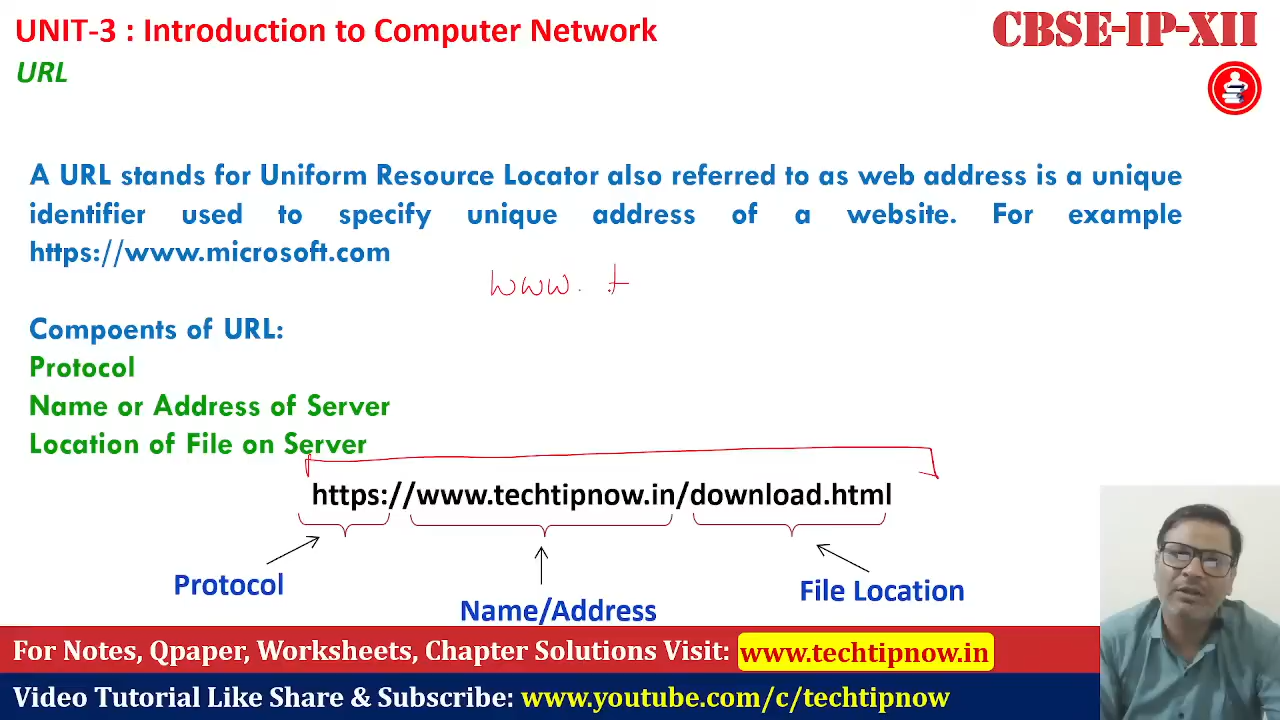 UNIT-3 : Introduction to Computer Network
CBSE-IP-XII
URL
A URL stands for Uniform Resource Locator also referred to as web address is a unique
identifier used to specify unique address of a website. For example
https://www.microsoft.com
www. t
Compoents of URL:
Protocol
Name or Address of Server
Location of File on Server
https://www.techtipnow.in/download.html
Protocol
Name/Address
File Location
For Notes, Qpaper, Worksheets, Chapter Solutions Visit: www.techtipnow.in
Video Tutorial Like Share & Subscribe: www.youtube.com/c/techtipnow